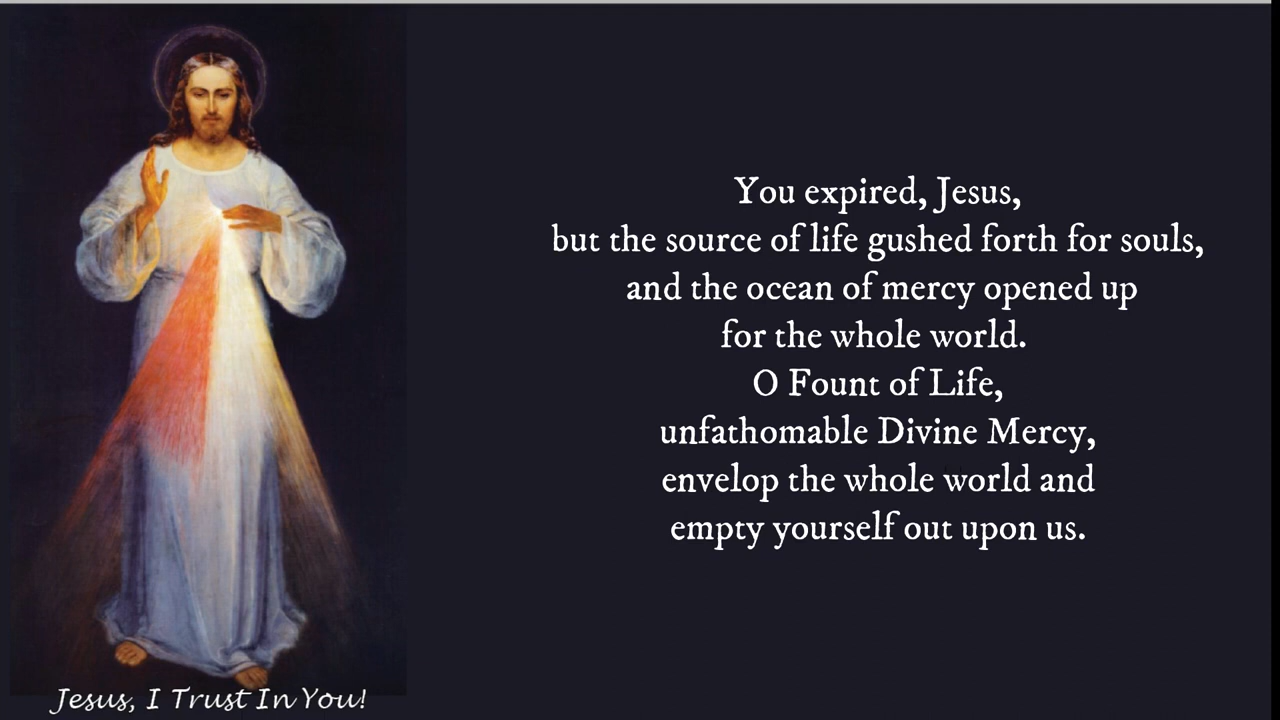 You expired, Jesus,
but the source of life gushed forth for souls,
and the ocean of mercy opened up
for the whole world.
O Fount of Life,
unfathomable Divine Mercy,
envelop the whole world and
empty yourself out upon us.
Jesus, I Trust In You!